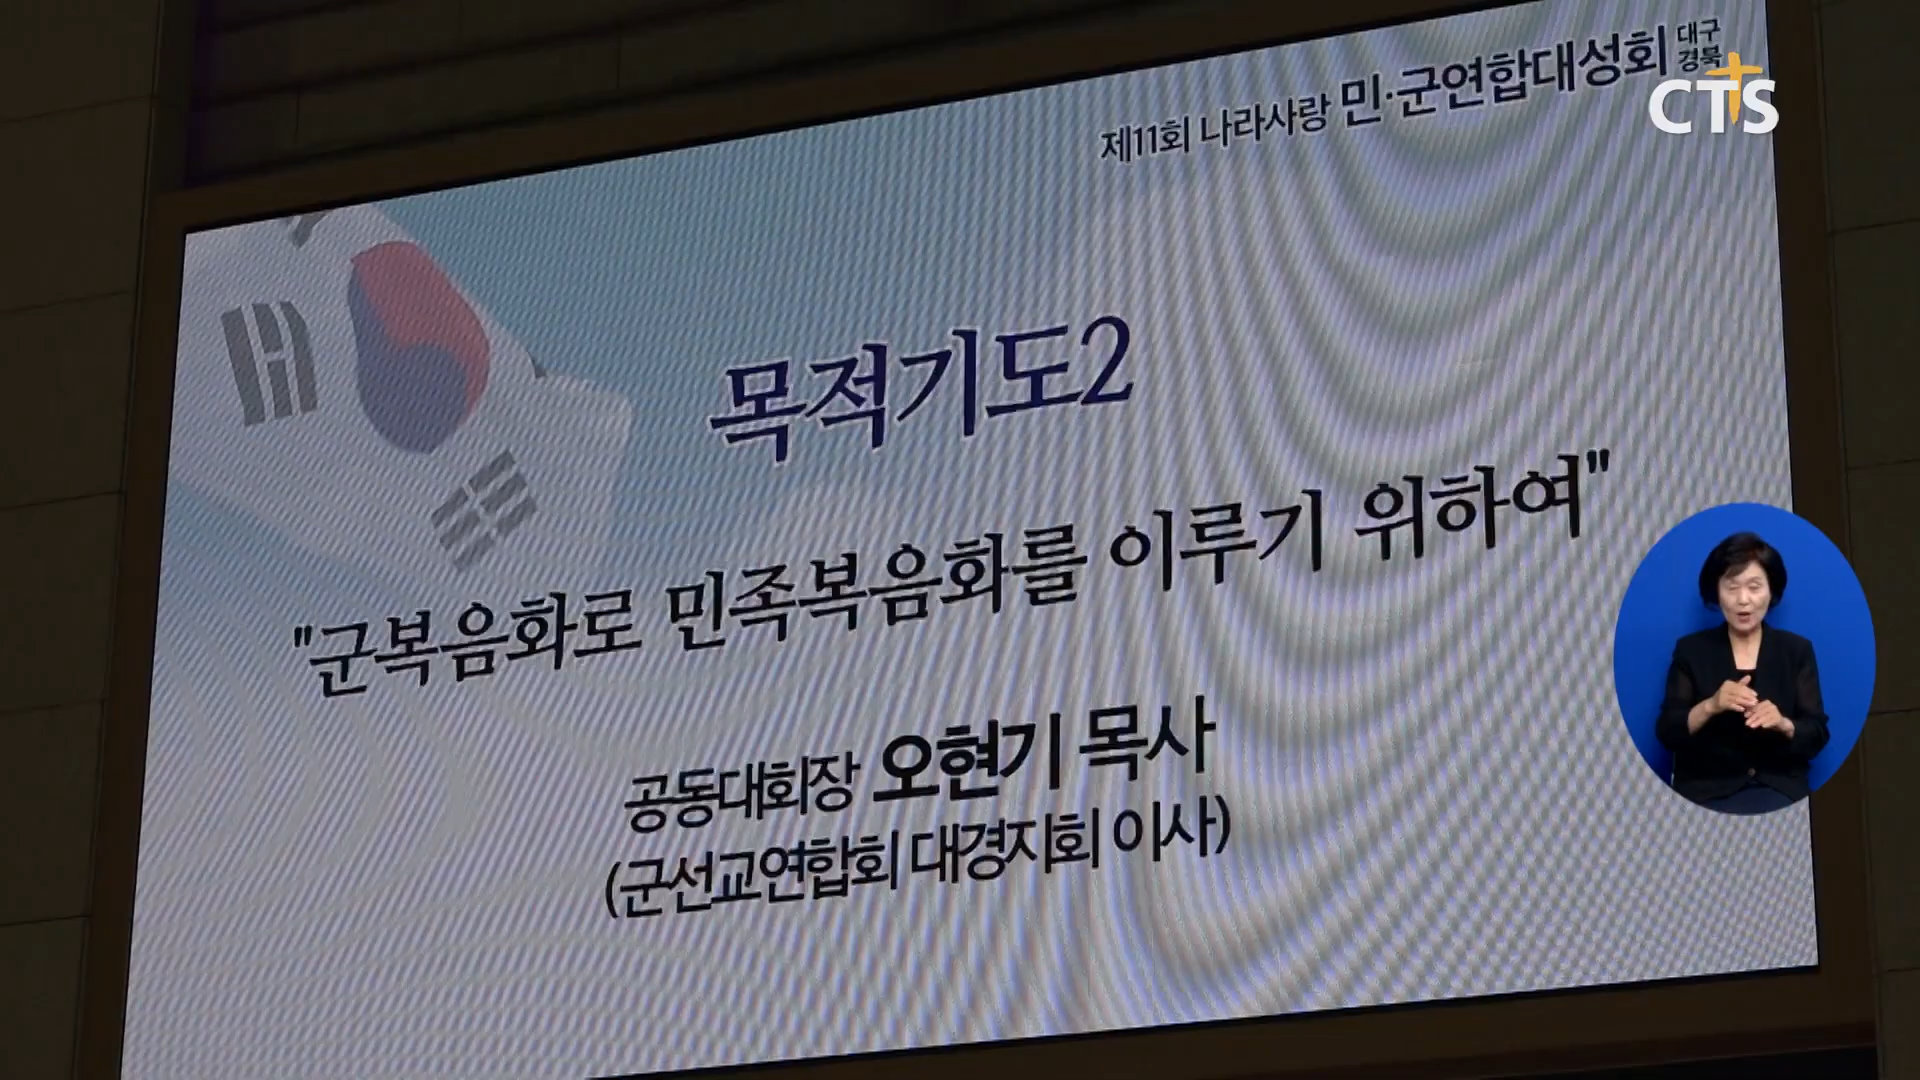 제11회 나라사랑 민·군연합대성회 대구
경북
CTS
목적기도2
"군복음화로 민족복음화를 이루기 위하여"
공동대회장 오현기 목사
(군선교연합회 대경지회 이사)